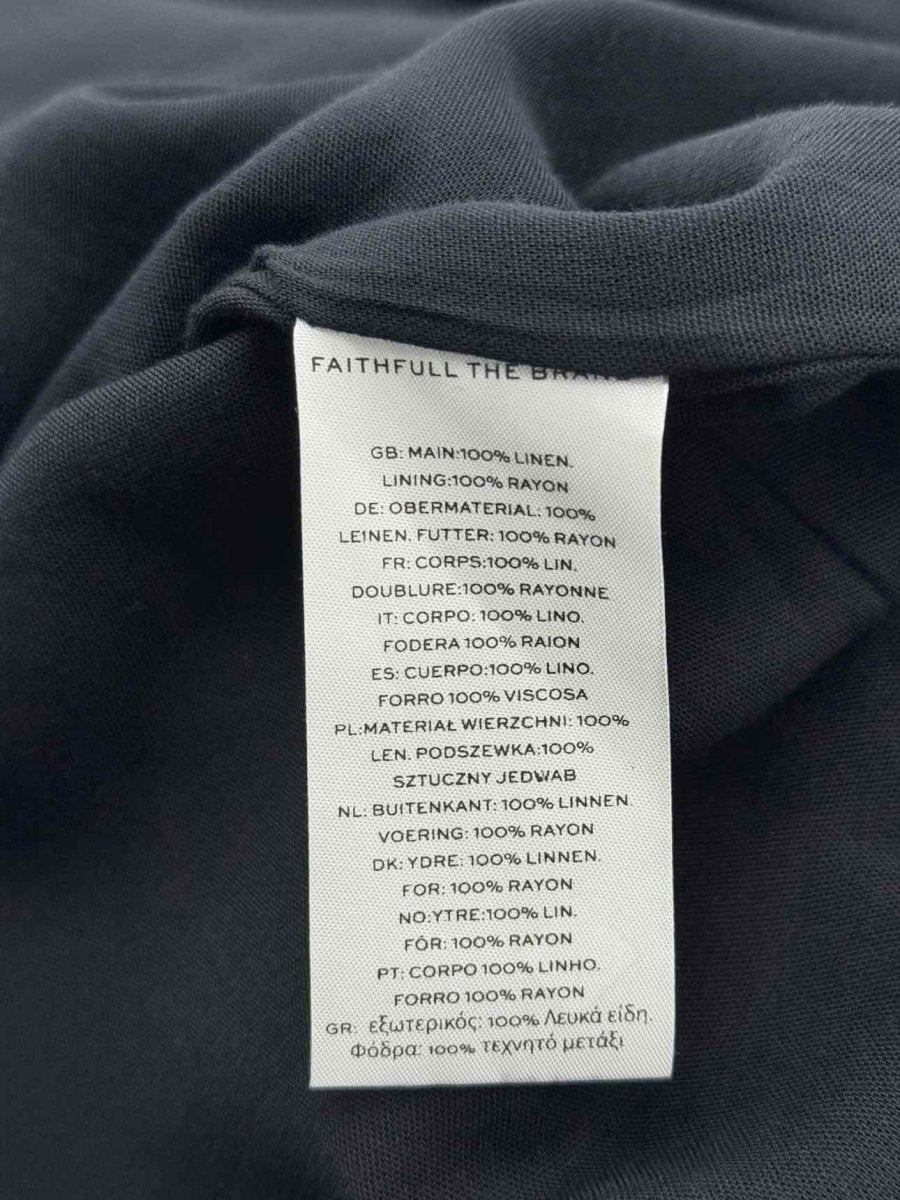 FAITHFULL THE BRAND
GB: MAIN:100% LINEN.
LINING:100% RAYON
DE: OBERMATERIAL: 100%
LEINEN. FUTTER: 100% RAYON
FR: CORPS:100% LIN.
DOUBLURE:100% RAYONNE
IT: CORPO: 100% LINO.
FODERA 100% RAION
ES: CUERPO:100% LINO.
FORRO 100% VISCOSA
PL:MATERIAŁ WIERZCHNI: 100%
LEN. PODSZEWKA:100%
SZTUCZNY JEDWAB
NL: BUITENKANT: 100% LINNEN.
VOERING: 100% RAYON
DK: YDRE: 100% LINNEN.
FOR: 100% RAYON
NO:YTRE:100% LIN.
FÔR: 100% RAYON
PT: CORPO 100% LINHO.
FORRO 100% RAYON
GR: εξωτερικός: 100% Λευκά είδη.
Φόδρα: 100% τεχνητό μετάξι